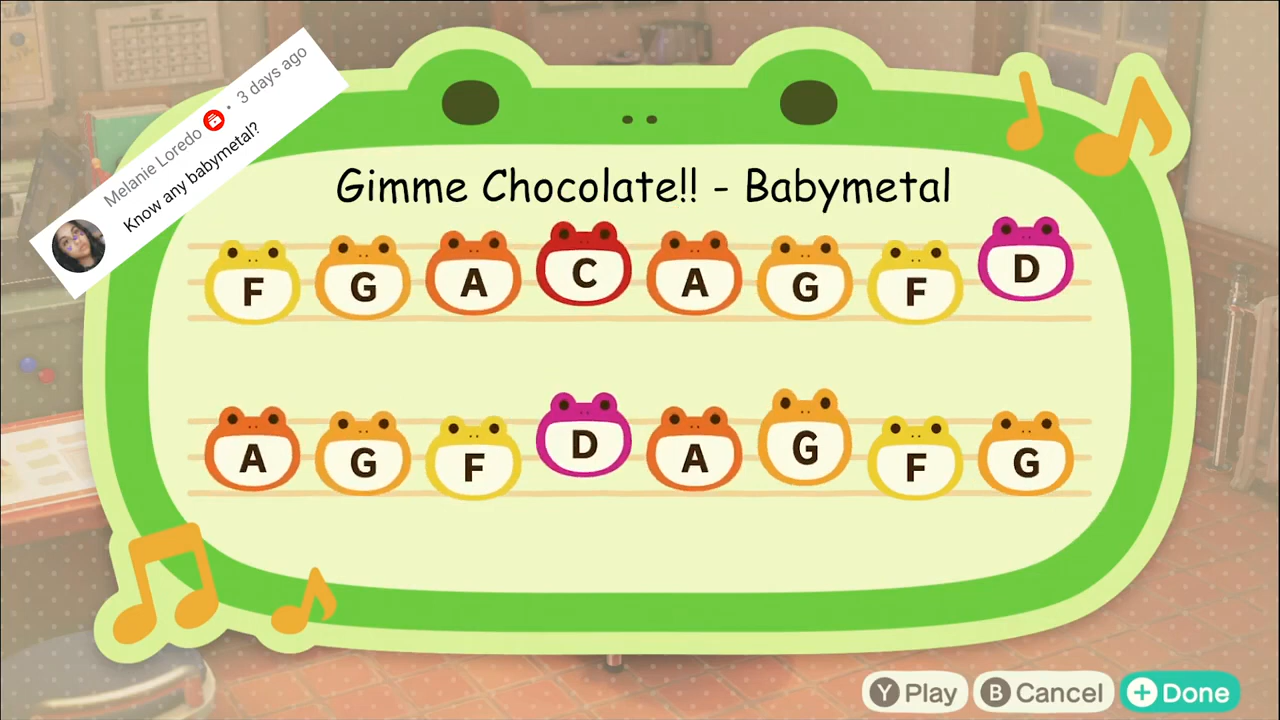 Melanie Loredo • 3 days ago
Know any babymetal?
Gimme Chocolate!! - Babymetal
F G A C A G F D
A G F D A G F G
Y Play B Cancel + Done